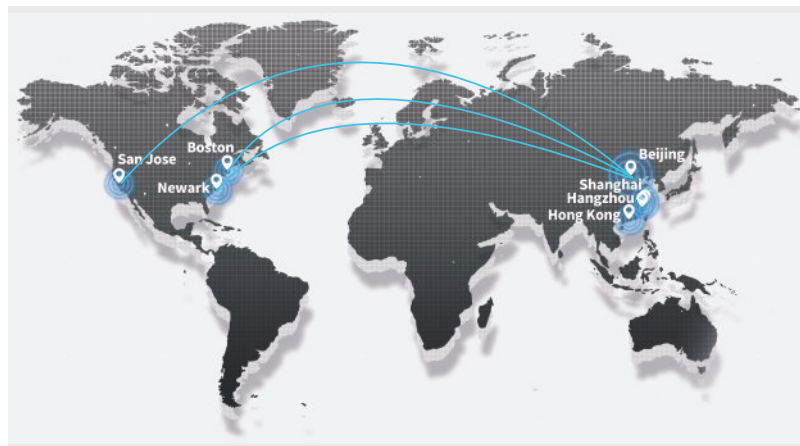 Boston
San Jose
Newark
Beijing
Shanghai
Hangzhou
Hong Kong